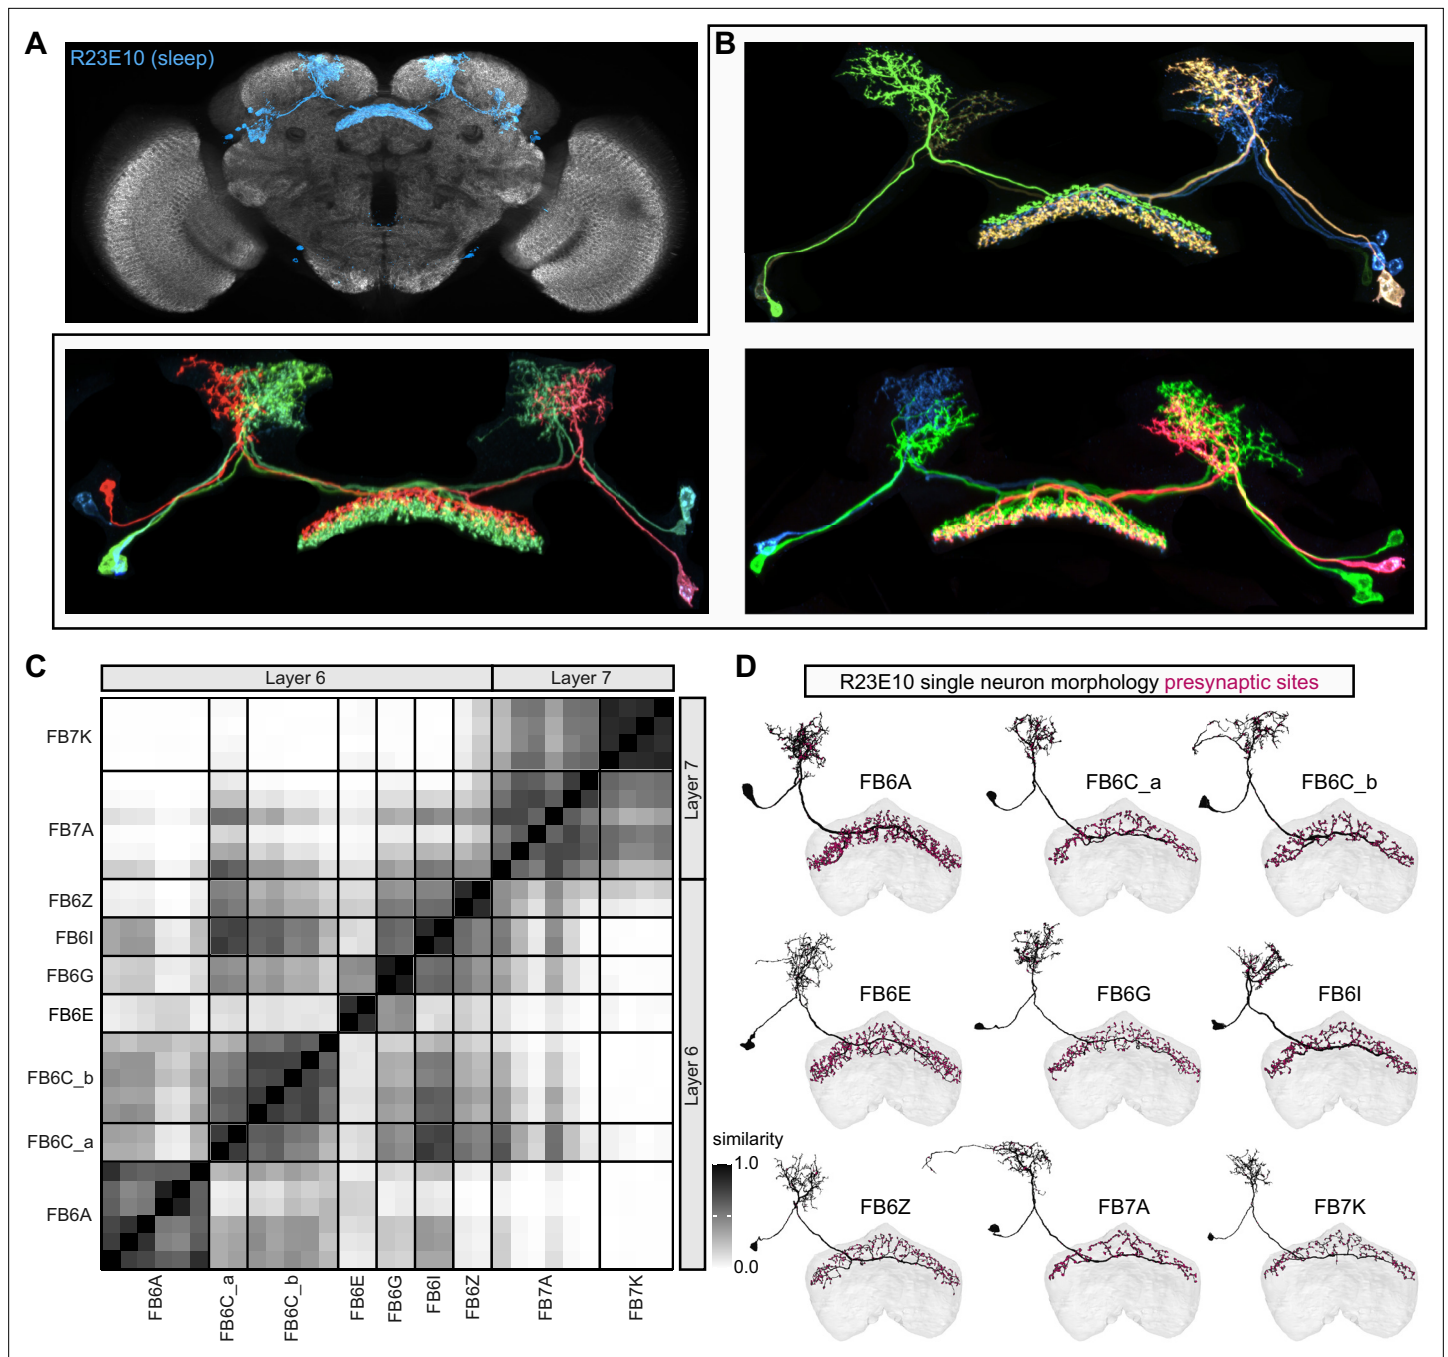 A
R23E10 (sleep)
B
C
Layer 6
Layer 7
FB7K
FB7A
FB6Z
FB6I
FB6G
FB6E
FB6C_b
FB6C_a
FB6A
Layer 7
Layer 6
similarity
1.0
0.0
FB6A
FB6C_a
FB6C_b
FB6E
FB6G
FB6I
FB6Z
FB7A
FB7K
D
R23E10 single neuron morphology presynaptic sites
FB6A
FB6C_a
FB6C_b
FB6E
FB6G
FB6I
FB6Z
FB7A
FB7K